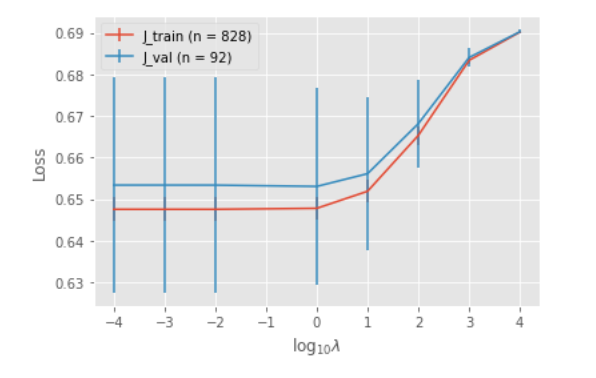 0.69
0.68
0.67
0.66
0.65
0.64
0.63
Loss
J_train (n = 828)
J_val (n = 92)
−4 −3 −2 −1 0 1 2 3 4
log₁₀λ